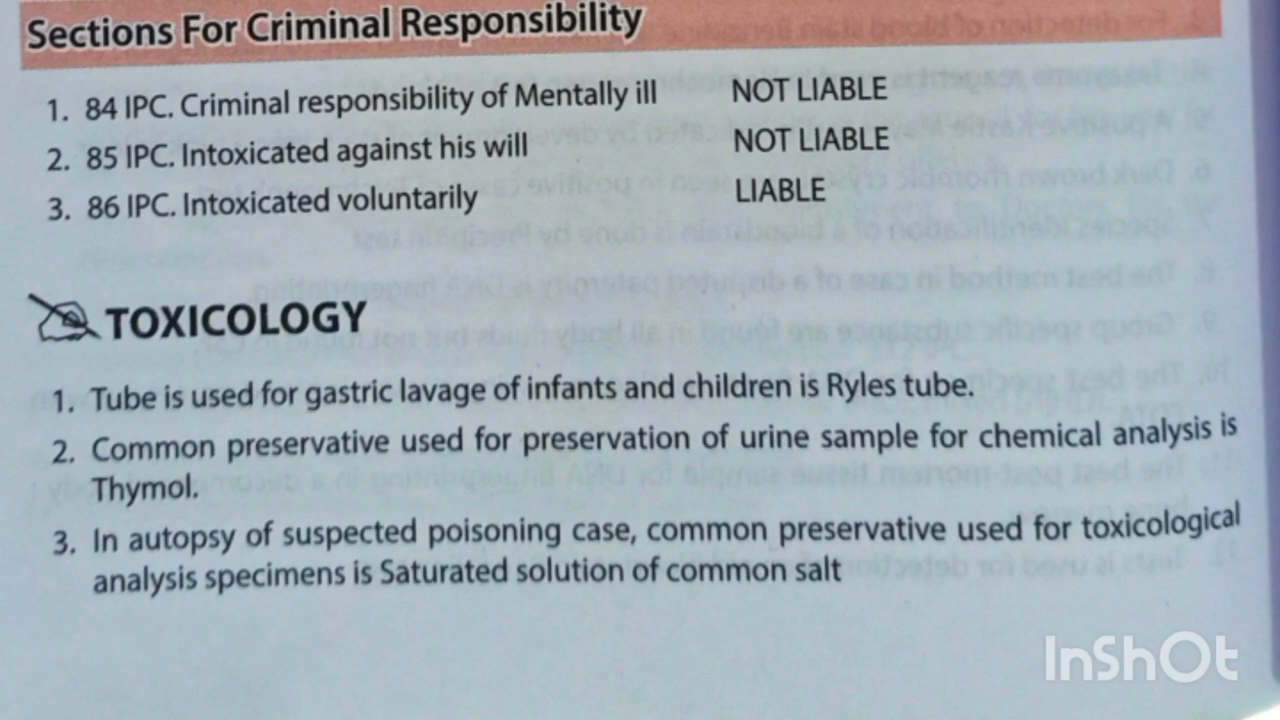 Sections For Criminal Responsibility
1. 84 IPC. Criminal responsibility of Mentally ill NOT LIABLE
2. 85 IPC. Intoxicated against his will NOT LIABLE
3. 86 IPC. Intoxicated voluntarily LIABLE
TOXICOLOGY
1. Tube is used for gastric lavage of infants and children is Ryles tube.
2. Common preservative used for preservation of urine sample for chemical analysis is
Thymol.
3. In autopsy of suspected poisoning case, common preservative used for toxicological
analysis specimens is Saturated solution of common salt
InShOt